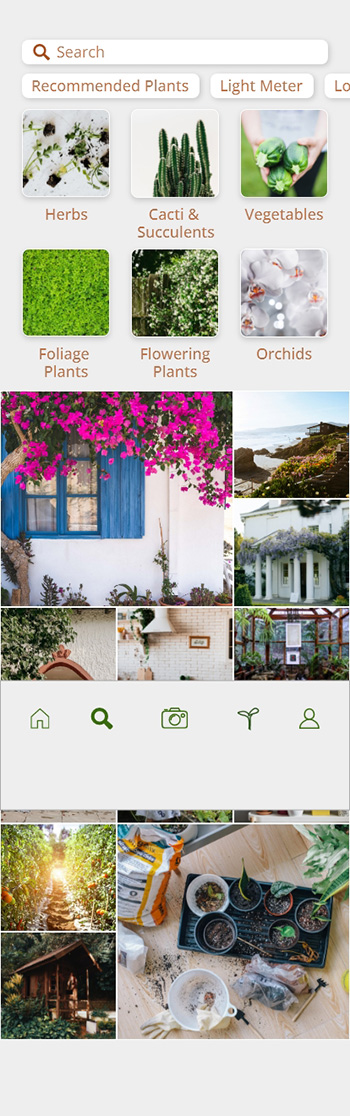 Search
Recommended Plants
Light Meter
Lo
Herbs
Cacti &
Succulents
Vegetables
Foliage
Plants
Flowering
Plants
Orchids